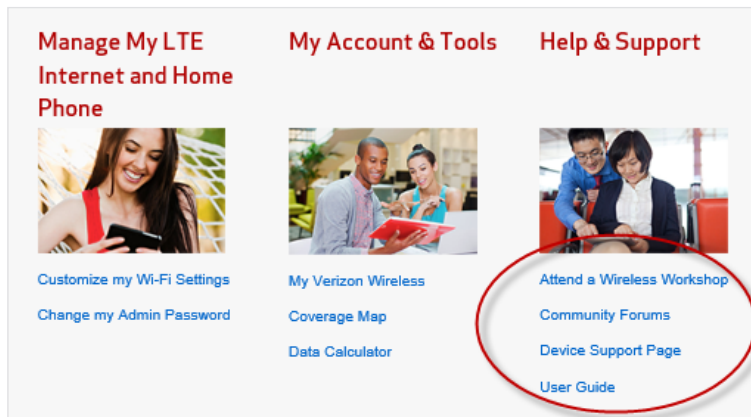 Manage My LTE
Internet and Home
Phone
Customize my Wi-Fi Settings
Change my Admin Password
My Account & Tools
My Verizon Wireless
Coverage Map
Data Calculator
Help & Support
Attend a Wireless Workshop
Community Forums
Device Support Page
User Guide